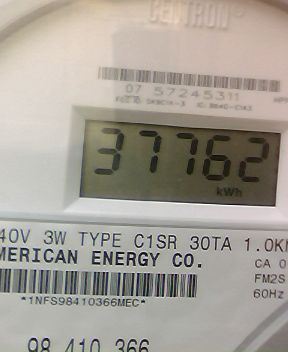 CENTRON®
07 57245311
37762
kWh
40V 3W TYPE C1SR 30TA 1.0K
MERICAN ENERGY CO.
CA 0
FM2S
60Hz
*1NFS98410366MEC*
98 410 366